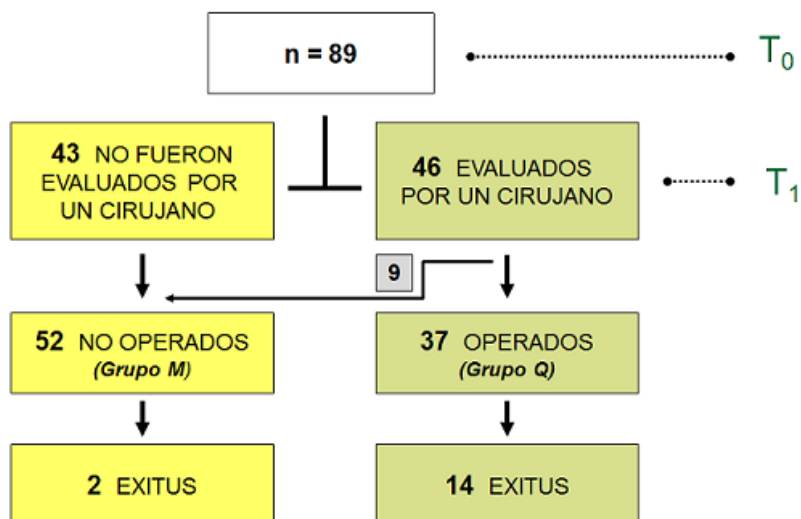 n = 89
T0
43 NO FUERON
EVALUADOS POR
UN CIRUJANO
46 EVALUADOS
POR UN CIRUJANO
T1
9
52 NO OPERADOS
(Grupo M)
37 OPERADOS
(Grupo Q)
2 EXITUS
14 EXITUS